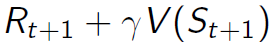 R_{t+1} + γV(S_{t+1})